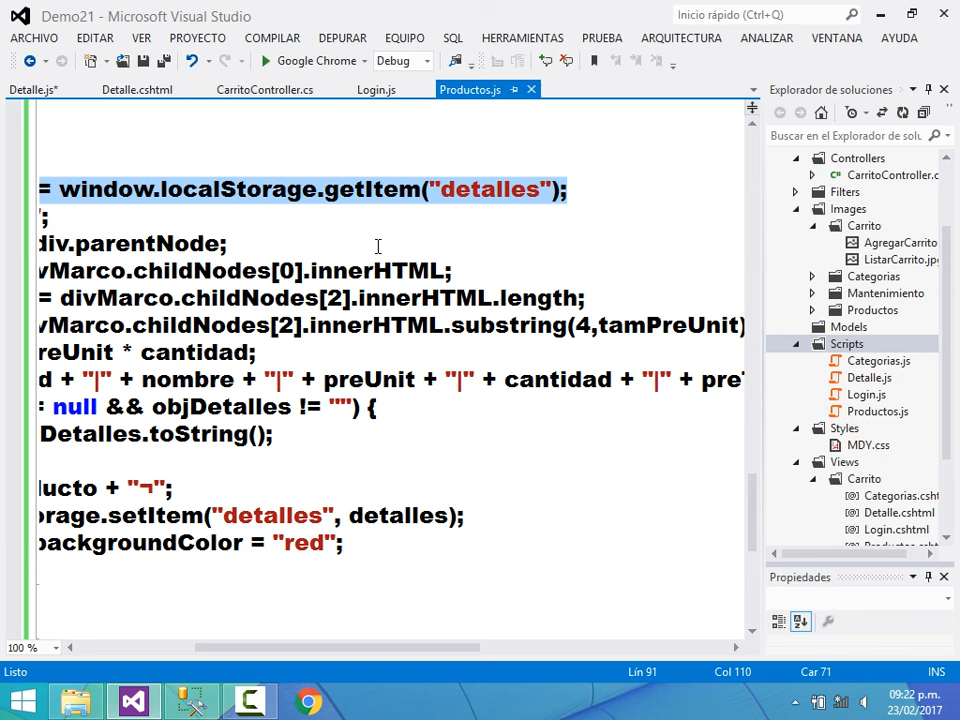 Demo21 - Microsoft Visual Studio
Inicio rápido (Ctrl+Q)
ARCHIVO EDITAR VER PROYECTO COMPILAR DEPURAR EQUIPO SQL HERRAMIENTAS PRUEBA ARQUITECTURA ANALIZAR VENTANA AYUDA
Google Chrome Debug
Detalle.js* Detalle.cshtml CarritoController.cs Login.js Productos.js
Explorador de soluciones
Buscar en el Explorador de solu
Controllers
CarritoController.c
Filters
Images
Carrito
AgregarCarrito
ListarCarrito.jpg
Categorias
Mantenimiento
Productos
Models
Scripts
Categorias.js
Detalle.js
Login.js
Productos.js
Styles
MDY.css
Views
Carrito
Categorias.csht
Detalle.cshtml
Login.cshtml
Productos.cshtml
= window.localStorage.getItem("detalles");
";
div.parentNode;
vMarco.childNodes[0].innerHTML;
= divMarco.childNodes[2].innerHTML.length;
vMarco.childNodes[2].innerHTML.substring(4,tamPreUnit)
reUnit * cantidad;
d + "|" + nombre + "|" + preUnit + "|" + cantidad + "|" + preT
= null && objDetalles != "") {
Detalles.toString();
lucto + "¬";
orage.setItem("detalles", detalles);
backgroundColor = "red";
Propiedades
100 %
Listo Lín 91 Col 110 Car 71 INS
09:22 p.m.
23/02/2017